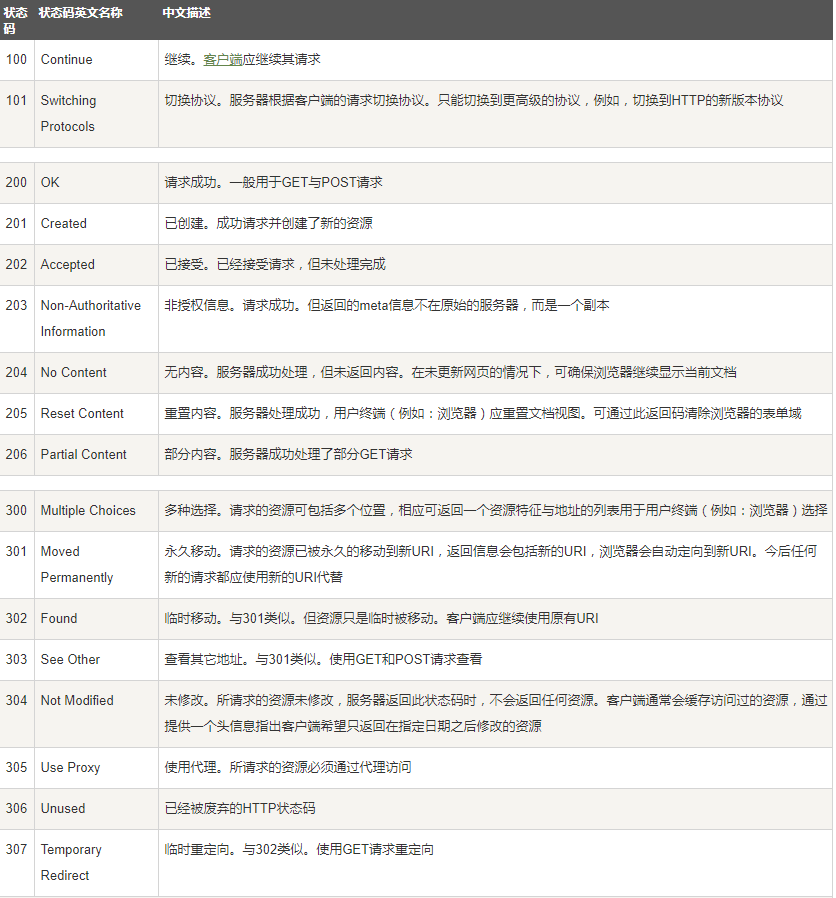 状态码 状态码英文名称 中文描述
100 Continue 继续。客户端应继续其请求
101 Switching Protocols 切换协议。服务器根据客户端的请求切换协议。只能切换到更高级的协议，例如，切换到HTTP的新版本协议
200 OK 请求成功。一般用于GET与POST请求
201 Created 已创建。成功请求并创建了新的资源
202 Accepted 已接受。已经接受请求，但未处理完成
203 Non-Authoritative Information 非授权信息。请求成功。但返回的meta信息不在原始的服务器，而是一个副本
204 No Content 无内容。服务器成功处理，但未返回内容。在未更新网页的情况下，可确保浏览器继续显示当前文档
205 Reset Content 重置内容。服务器处理成功，用户终端（例如：浏览器）应重置文档视图。可通过此返回码清除浏览器的表单域
206 Partial Content 部分内容。服务器成功处理了部分GET请求
300 Multiple Choices 多种选择。请求的资源可包括多个位置，相应可返回一个资源特征与地址的列表用于用户终端（例如：浏览器）选择
301 Moved Permanently 永久移动。请求的资源已被永久的移动到新URI，返回信息会包括新的URI，浏览器会自动定向到新URI。今后任何
新的请求都应使用新的URI代替
302 Found 临时移动。与301类似。但资源只是临时被移动。客户端应继续使用原有URI
303 See Other 查看其它地址。与301类似。使用GET和POST请求查看
304 Not Modified 未修改。所请求的资源未修改，服务器返回此状态码时，不会返回任何资源。客户端通常会缓存访问过的资源，通过
提供一个头信息指出客户端希望只返回在指定日期之后修改的资源
305 Use Proxy 使用代理。所请求的资源必须通过代理访问
306 Unused 已经被废弃的HTTP状态码
307 Temporary Redirect 临时重定向。与302类似。使用GET请求重定向